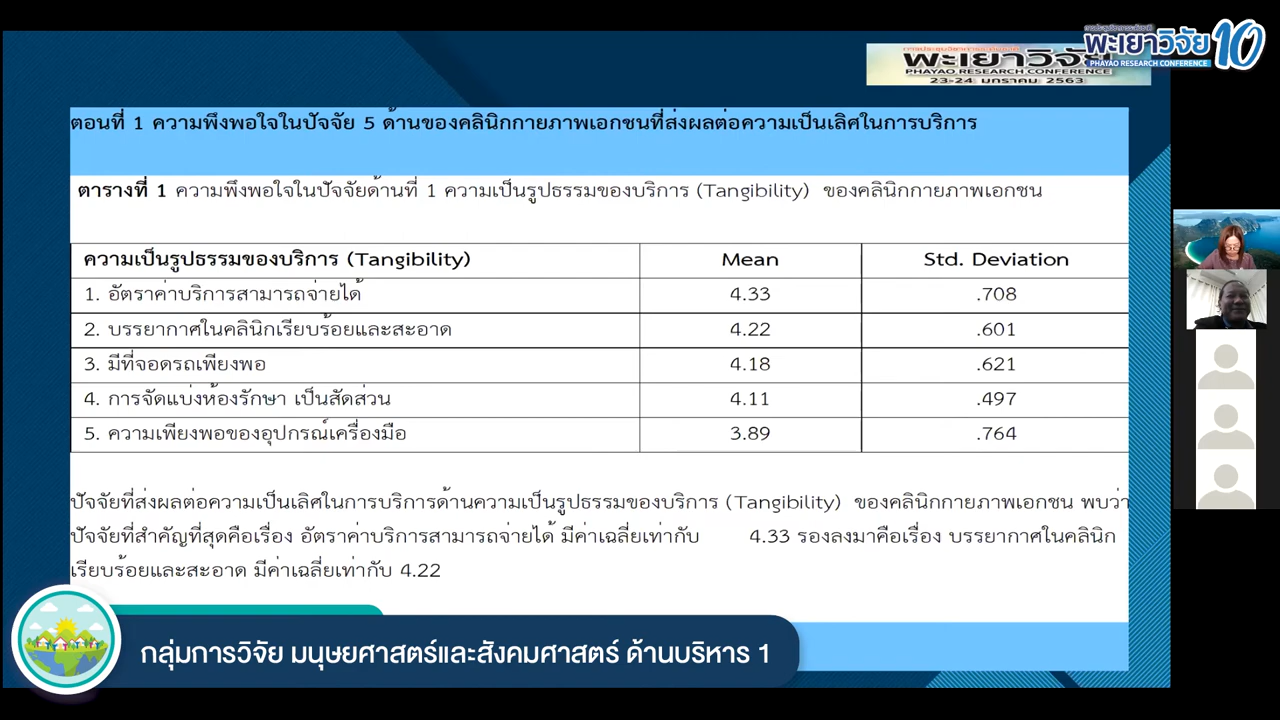 พะเยาวิจัย 10
PHAYAO RESEARCH CONFERENCE
พะเยาวิจัย
PHAYAO RESEARCH CONFERENCE
23-24 มกราคม 2563
ตอนที่ 1 ความพึงพอใจในปัจจัย 5 ด้านของคลินิกกายภาพเอกชนที่ส่งผลต่อความเป็นเลิศในการบริการ
ตารางที่ 1 ความพึงพอใจในปัจจัยด้านที่ 1 ความเป็นรูปธรรมของบริการ (Tangibility) ของคลินิกกายภาพเอกชน
ความเป็นรูปธรรมของบริการ (Tangibility) Mean Std. Deviation
1. อัตราค่าบริการสามารถจ่ายได้ 4.33 .708
2. บรรยากาศในคลินิกเรียบร้อยและสะอาด 4.22 .601
3. มีที่จอดรถเพียงพอ 4.18 .621
4. การจัดแบ่งห้องรักษา เป็นสัดส่วน 4.11 .497
5. ความเพียงพอของอุปกรณ์เครื่องมือ 3.89 .764
ปัจจัยที่ส่งผลต่อความเป็นเลิศในการบริการด้านความเป็นรูปธรรมของบริการ (Tangibility) ของคลินิกกายภาพเอกชน พบว่า
ปัจจัยที่สำคัญที่สุดคือเรื่อง อัตราค่าบริการสามารถจ่ายได้ มีค่าเฉลี่ยเท่ากับ 4.33 รองลงมาคือเรื่อง บรรยากาศในคลินิก
เรียบร้อยและสะอาด มีค่าเฉลี่ยเท่ากับ 4.22
กลุ่มการวิจัย มนุษยศาสตร์และสังคมศาสตร์ ด้านบริหาร 1